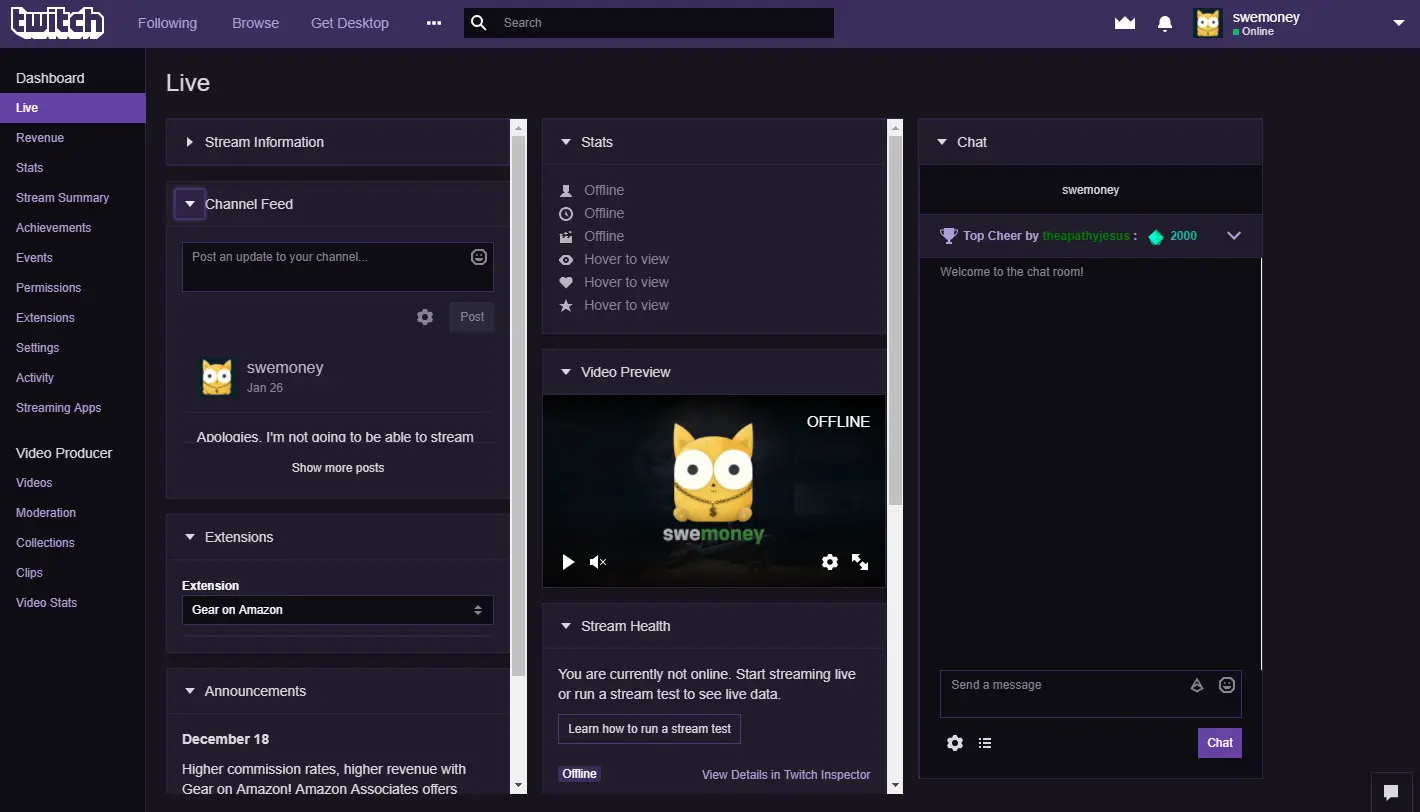 twitch
Following
Browse
Get Desktop
Search
swemoney
Online
Dashboard
Live
Revenue
Stats
Stream Summary
Achievements
Events
Permissions
Extensions
Settings
Activity
Streaming Apps
Video Producer
Videos
Moderation
Collections
Clips
Video Stats
Live
Stream Information
Channel Feed
Post an update to your channel...
Post
swemoney
Jan 26
Apologies. I'm not going to be able to stream
Show more posts
Extensions
Extension
Gear on Amazon
Announcements
December 18
Higher commission rates, higher revenue with
Gear on Amazon! Amazon Associates offers
Stats
Offline
Offline
Offline
Hover to view
Hover to view
Hover to view
Video Preview
OFFLINE
swemoney
Stream Health
You are currently not online. Start streaming live
or run a stream test to see live data.
Learn how to run a stream test
Offline
View Details in Twitch Inspector
Chat
swemoney
Top Cheer by theapathyjesus : 2000
Welcome to the chat room!
Send a message
Chat